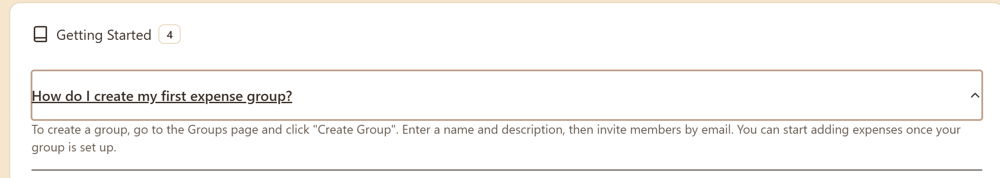 Getting Started 4
How do I create my first expense group?
To create a group, go to the Groups page and click "Create Group". Enter a name and description, then invite members by email. You can start adding expenses once your
group is set up.